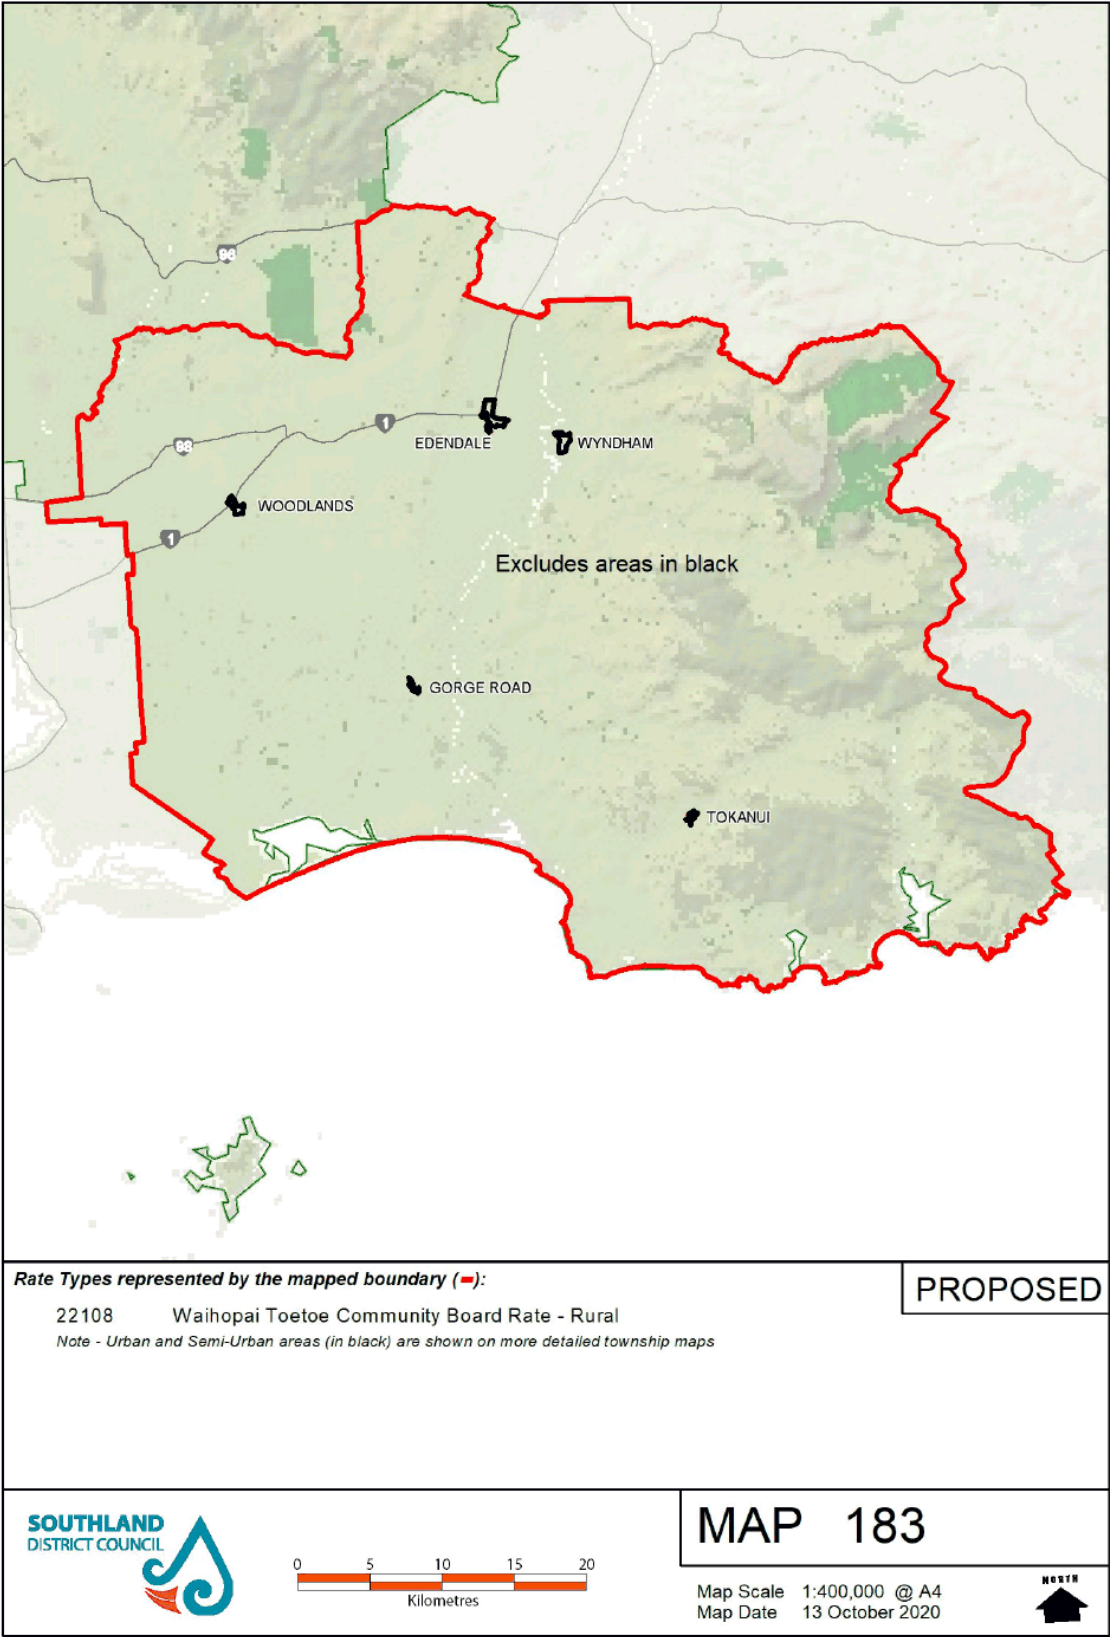 96
98
1
EDENDALE
WYNDHAM
WOODLANDS
1
Excludes areas in black
GORGE ROAD
TOKANUI
Rate Types represented by the mapped boundary (-):
PROPOSED
22108 Waihopai Toetoe Community Board Rate - Rural
Note - Urban and Semi-Urban areas (in black) are shown on more detailed township maps
SOUTHLAND
DISTRICT COUNCIL
0 5 10 15 20
Kilometres
MAP 183
Map Scale 1:400,000 @ A4
Map Date 13 October 2020
NORTH